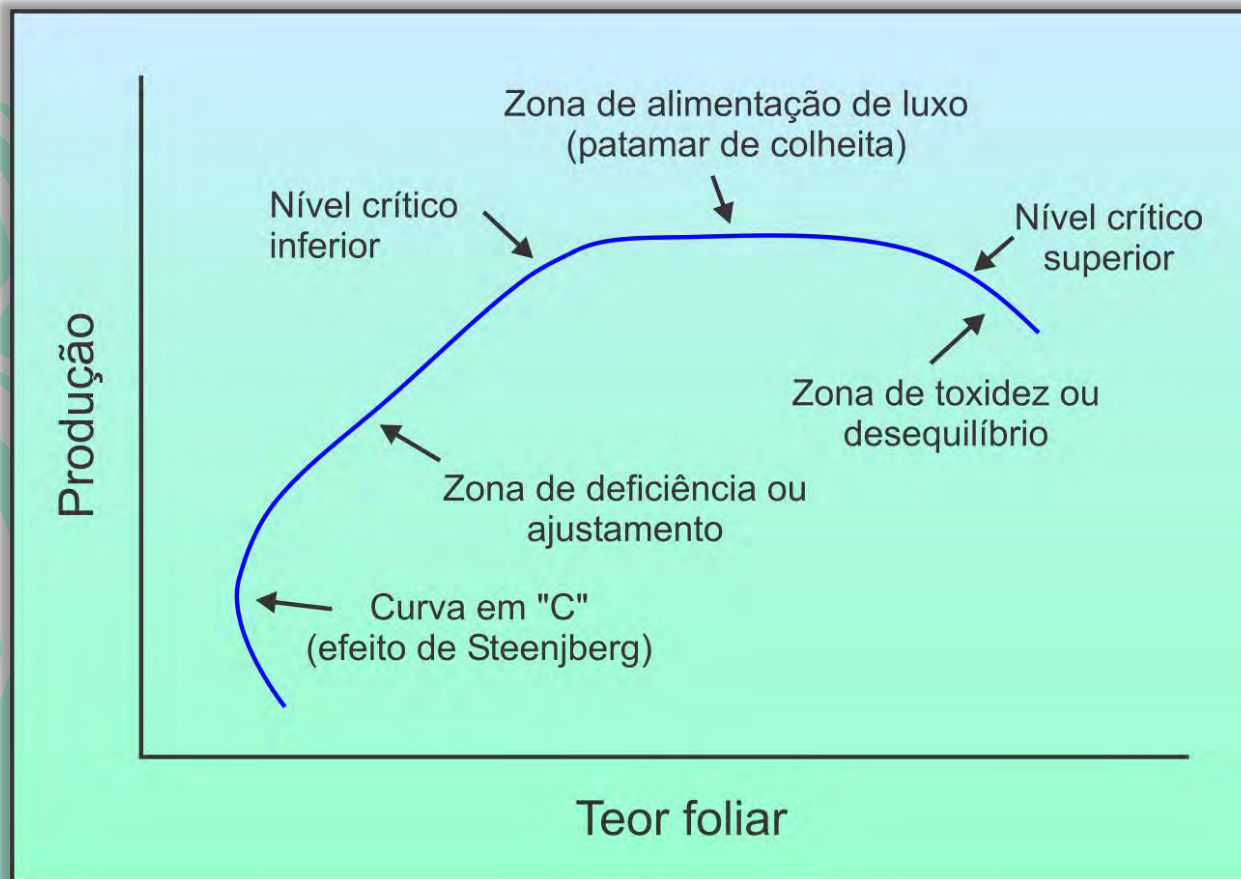 Zona de alimentação de luxo
(patamar de colheita)
Nível crítico
inferior
Nível crítico
superior
Produção
Zona de toxidez ou
desequilíbrio
Zona de deficiência ou
ajustamento
Curva em "C"
(efeito de Steenjberg)
Teor foliar